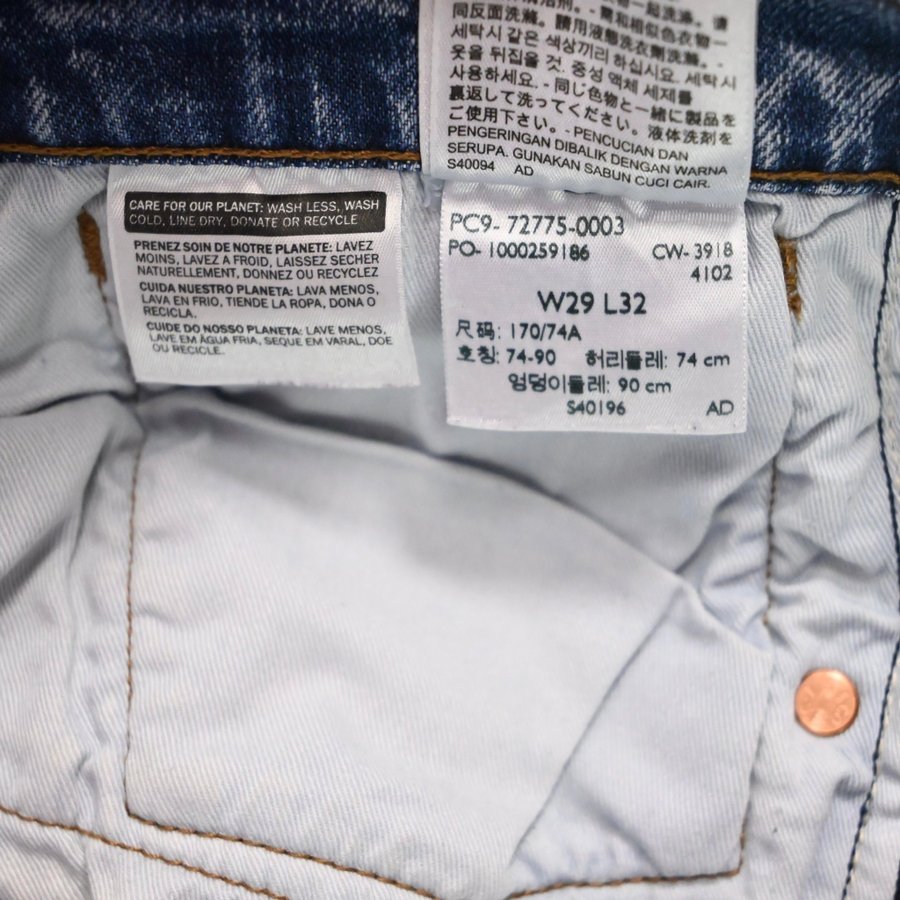 同反面洗滌。請用液態洗衣劑洗滌。
세탁시 같은 색상끼리 하십시요. 세탁 시
옷을 뒤집을 것. 중성 액체 세제를
사용하세요. - 同じ色物と一緒に製品を
裏返して洗ってください。液体洗剤を
ご使用下さい。- PENCUCIAN DAN
PENGERINGAN DIBALIK DENGAN WARNA
SERUPA. GUNAKAN SABUN CUCI CAIR.
S40094 AD
CARE FOR OUR PLANET: WASH LESS, WASH
COLD, LINE DRY, DONATE OR RECYCLE
PRENEZ SOIN DE NOTRE PLANETE: LAVEZ
MOINS, LAVEZ A FROID, LAISSEZ SECHER
NATURELLEMENT, DONNEZ OU RECYCLEZ
CUIDA NUESTRO PLANETA: LAVA MENOS,
LAVA EN FRIO, TIENDE LA ROPA, DONA O
RECICLA.
CUIDE DO NOSSO PLANETA: LAVE MENOS,
LAVE EM ÁGUA FRIA, SEQUE EM VARAL, DOE
OU RECICLE.
PC9- 72775-0003
PO- 1000259186 CW- 3918
4102
W29 L32
尺码: 170/74A
호칭: 74-90 허리둘레: 74 cm
엉덩이둘레: 90 cm
S40196 AD